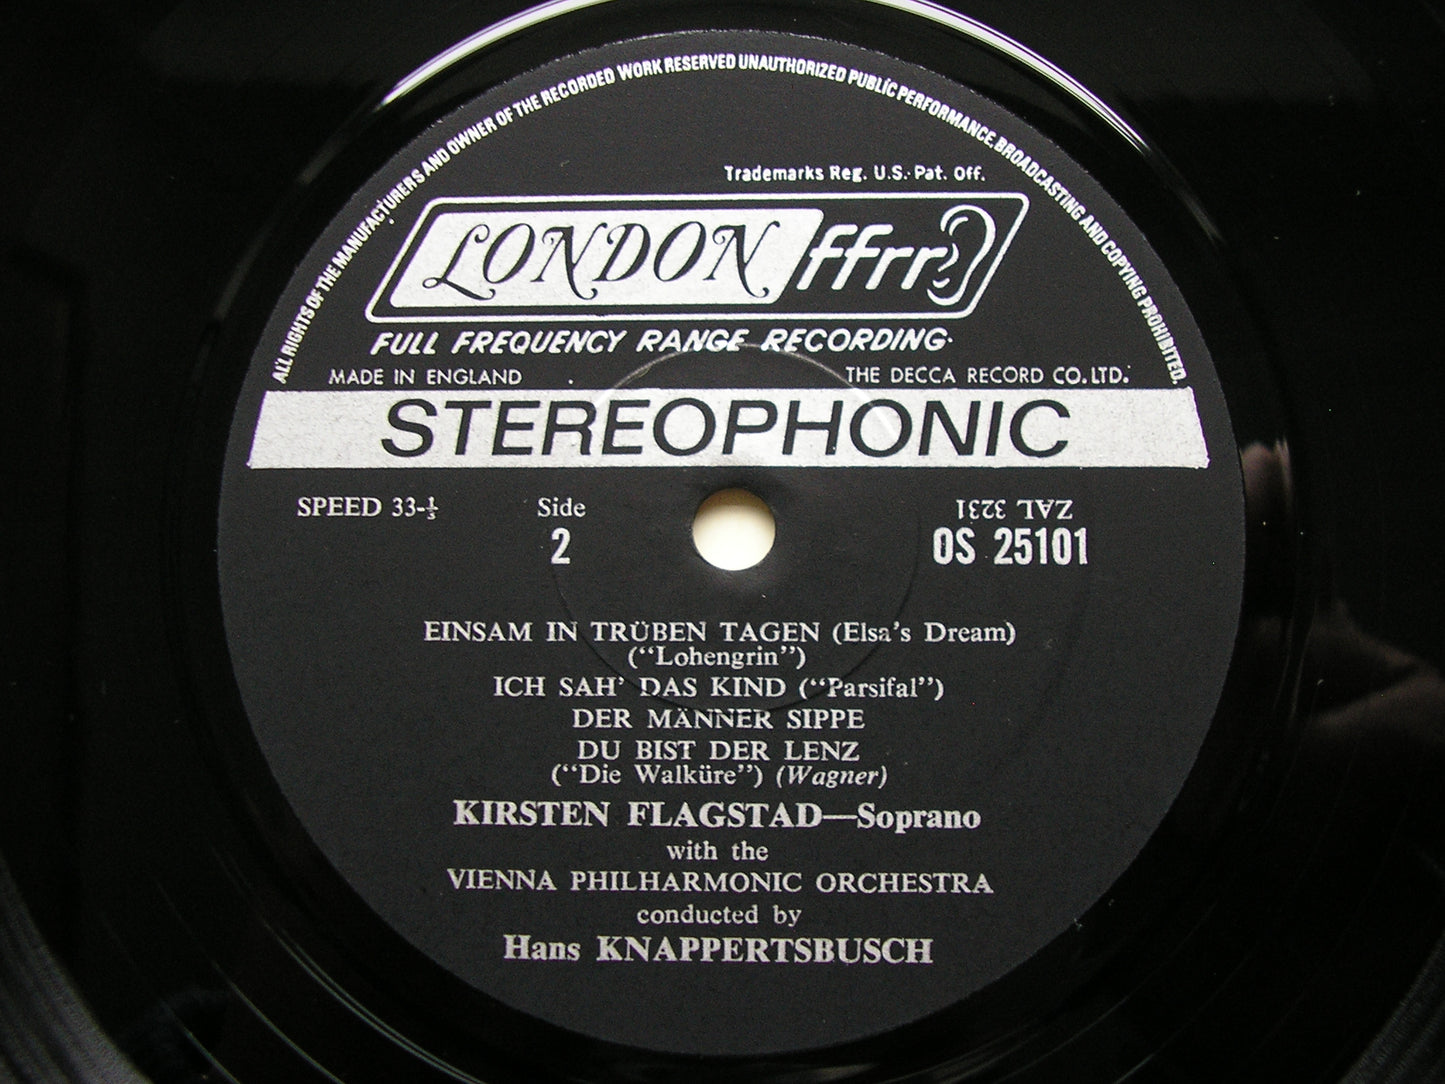 ALL RIGHTS OF THE MANUFACTURERS AND OWNER OF THE RECORDED WORK RESERVED UNAUTHORIZED PUBLIC PERFORMANCE, BROADCASTING AND COPYING PROHIBITED.
Trademarks Reg. U.S. Pat. Off.
LONDON ffrr
FULL FREQUENCY RANGE RECORDING
MADE IN ENGLAND THE DECCA RECORD CO. LTD.
STEREOPHONIC
SPEED 33-⅓ Side ZAL 3231
2 OS 25101
EINSAM IN TRÜBEN TAGEN (Elsa's Dream)
("Lohengrin")
ICH SAH' DAS KIND ("Parsifal")
DER MÄNNER SIPPE
DU BIST DER LENZ
("Die Walküre") (Wagner)
KIRSTEN FLAGSTAD—Soprano
with the
VIENNA PHILHARMONIC ORCHESTRA
conducted by
Hans KNAPPERTSBUSCH